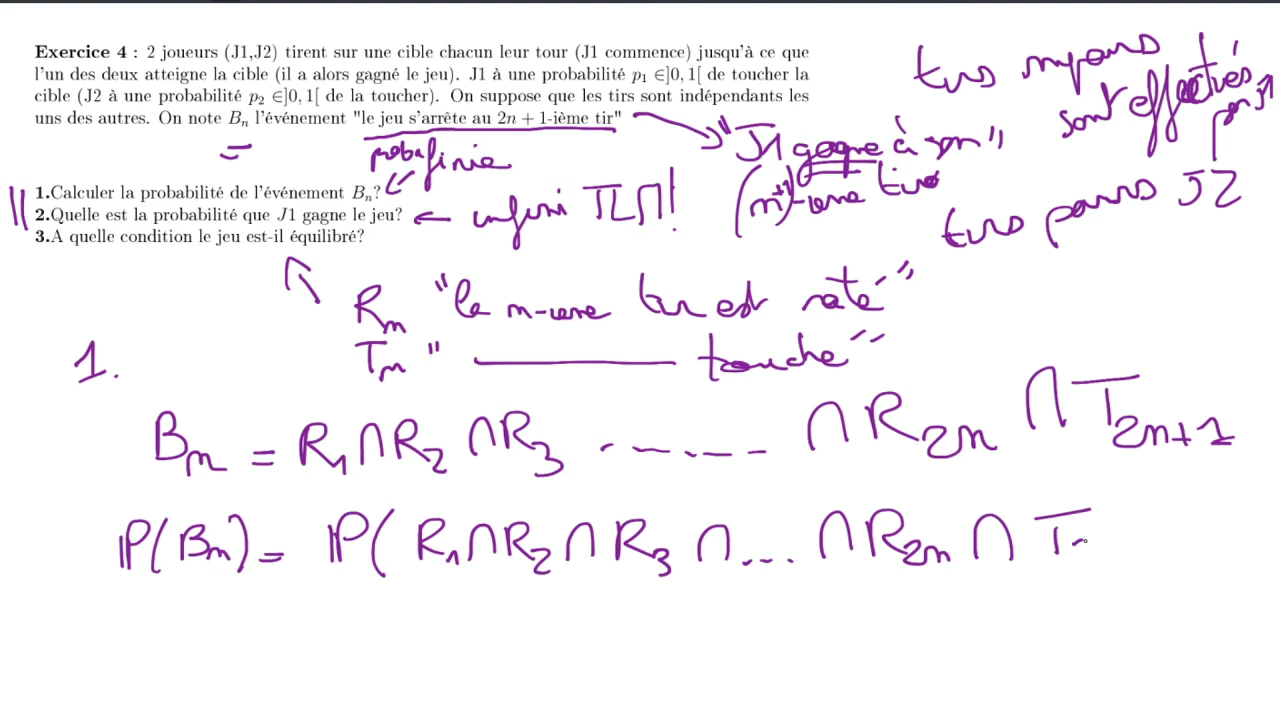 Exercice 4 : 2 joueurs (J1,J2) tirent sur une cible chacun leur tour (J1 commence) jusqu'à ce que
l'un des deux atteigne la cible (il a alors gagné le jeu). J1 à une probabilité p₁ ∈]0, 1[ de toucher la
cible (J2 à une probabilité p₂ ∈]0, 1[ de la toucher). On suppose que les tirs sont indépendants les
uns des autres. On note Bₙ l'événement "le jeu s'arrête au 2n + 1-ième tir"
tirs impairs
sont effectués
par J1
"J1 gagne à son
(n+1)-ième tir"
proba finie
1.Calculer la probabilité de l'événement Bₙ?
2.Quelle est la probabilité que J1 gagne le jeu?
← infini TLM!
tirs pairs J2
3.A quelle condition le jeu est-il équilibré?
Rₙ "le n-ième tir est raté"
Tₙ " ——— touché"
1.
Bₙ = R₁ ∩ R₂ ∩ R₃ ....... ∩ R₂ₙ ∩ T₂ₙ₊₁
ℙ(Bₙ) = ℙ( R₁ ∩ R₂ ∩ R₃ ∩ ... ∩ R₂ₙ ∩ T